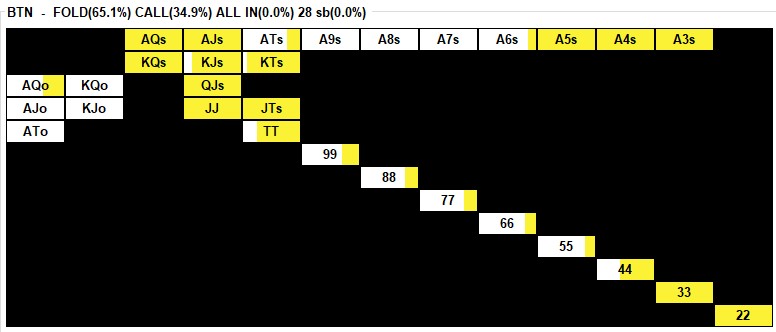 BTN - FOLD(65.1%) CALL(34.9%) ALL IN(0.0%) 28 sb(0.0%)
AQs AJs ATs A9s A8s A7s A6s A5s A4s A3s
KQs KJs KTs
AQo KQo QJs
AJo KJo JJ JTs
ATo TT
99
88
77
66
55
44
33
22